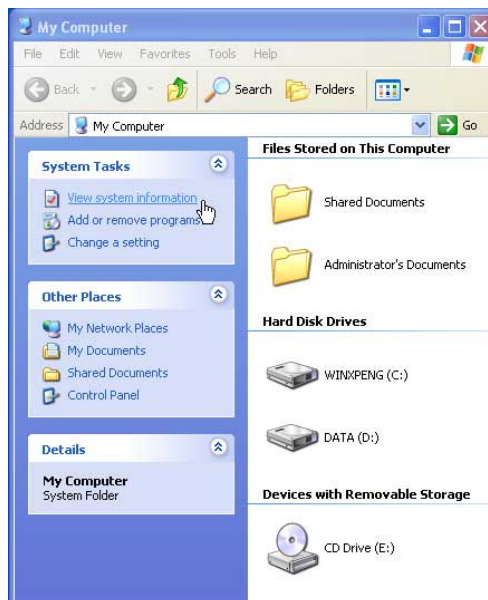 My Computer
File Edit View Favorites Tools Help
Back Search Folders
Address My Computer Go
System Tasks
View system information
Add or remove programs
Change a setting
Other Places
My Network Places
My Documents
Shared Documents
Control Panel
Details
My Computer
System Folder
Files Stored on This Computer
Shared Documents
Administrator's Documents
Hard Disk Drives
WINXPENG (C:)
DATA (D:)
Devices with Removable Storage
CD Drive (E:)